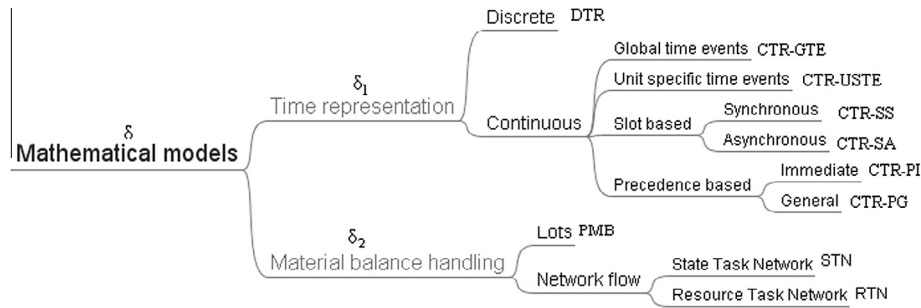 Discrete DTR
Global time events CTR-GTE
δ1
Unit specific time events CTR-USTE
Time representation
Synchronous CTR-SS
Continuous
Slot based
δ
Asynchronous CTR-SA
Mathematical models
Immediate CTR-PI
Precedence based
General CTR-PG
δ2
Lots PMB
Material balance handling
State Task Network STN
Network flow
Resource Task Network RTN